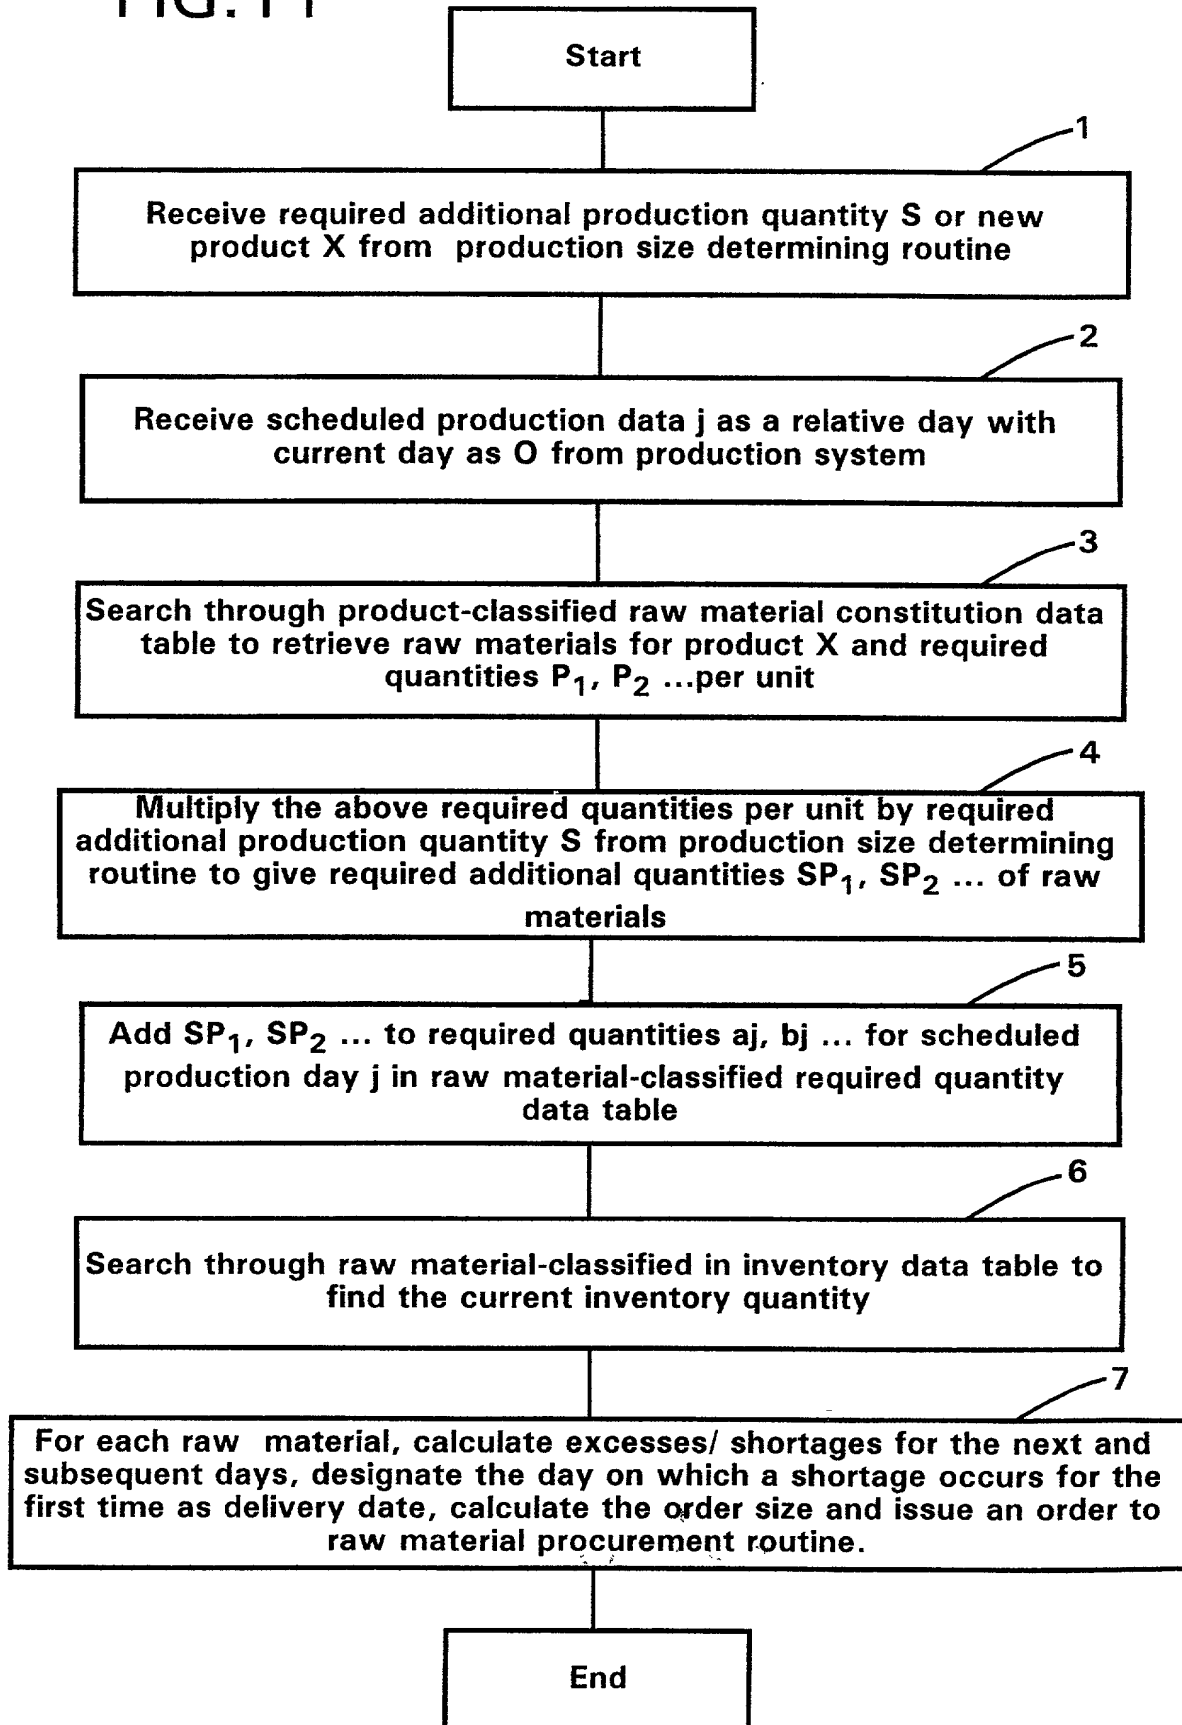 FIG. 11
Start
1
Receive required additional production quantity S or new
product X from production size determining routine
2
Receive scheduled production data j as a relative day with
current day as O from production system
3
Search through product-classified raw material constitution data
table to retrieve raw materials for product X and required
quantities P₁, P₂ ...per unit
4
Multiply the above required quantities per unit by required
additional production quantity S from production size determining
routine to give required additional quantities SP₁, SP₂ ... of raw
materials
5
Add SP₁, SP₂ ... to required quantities aj, bj ... for scheduled
production day j in raw material-classified required quantity
data table
6
Search through raw material-classified in inventory data table to
find the current inventory quantity
7
For each raw material, calculate excesses/ shortages for the next and
subsequent days, designate the day on which a shortage occurs for the
first time as delivery date, calculate the order size and issue an order to
raw material procurement routine.
End